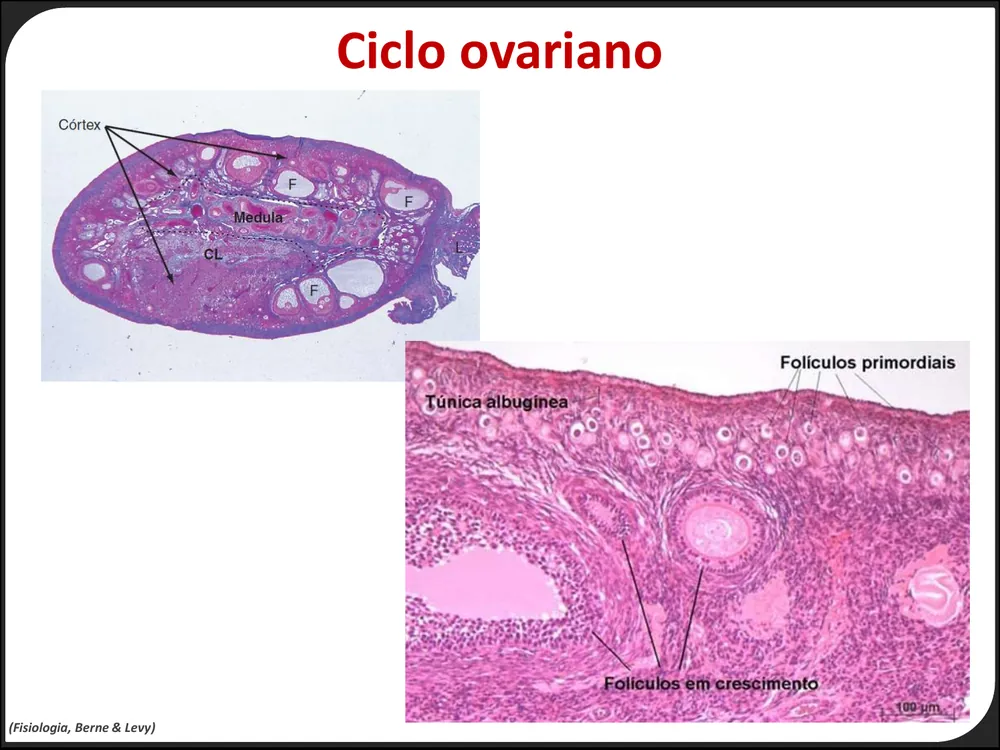 Ciclo ovariano
Córtex
F
F
Medula
CL
L
F
Folículos primordiais
Túnica albugínea
Folículos em crescimento
100 µm
(Fisiologia, Berne & Levy)